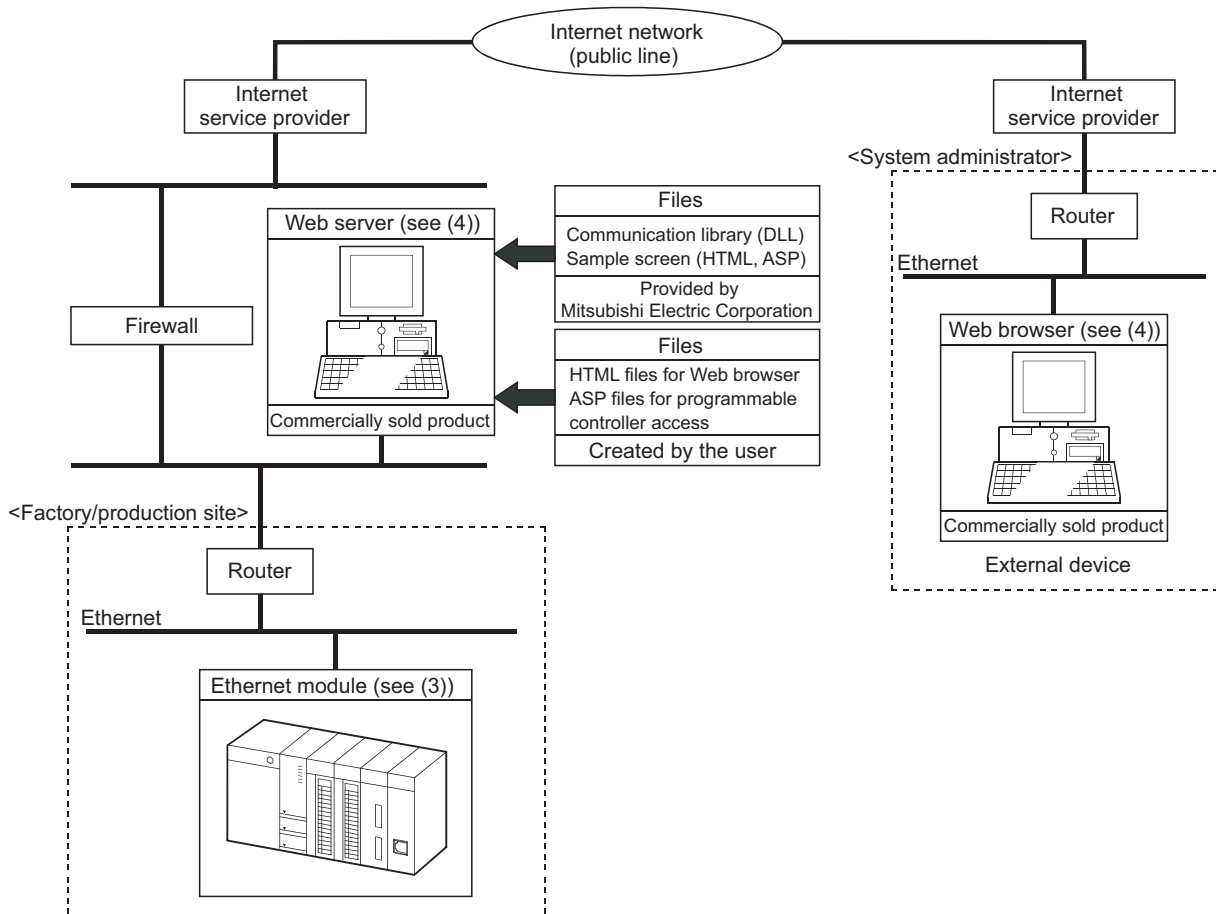 Internet network
(public line)
Internet
service provider
Internet
service provider
<System administrator>
Files
Communication library (DLL)
Sample screen (HTML, ASP)
Provided by
Mitsubishi Electric Corporation
Web server (see (4))
Commercially sold product
Firewall
Files
HTML files for Web browser
ASP files for programmable
controller access
Created by the user
Router
Ethernet
Web browser (see (4))
Commercially sold product
External device
<Factory/production site>
Router
Ethernet
Ethernet module (see (3))